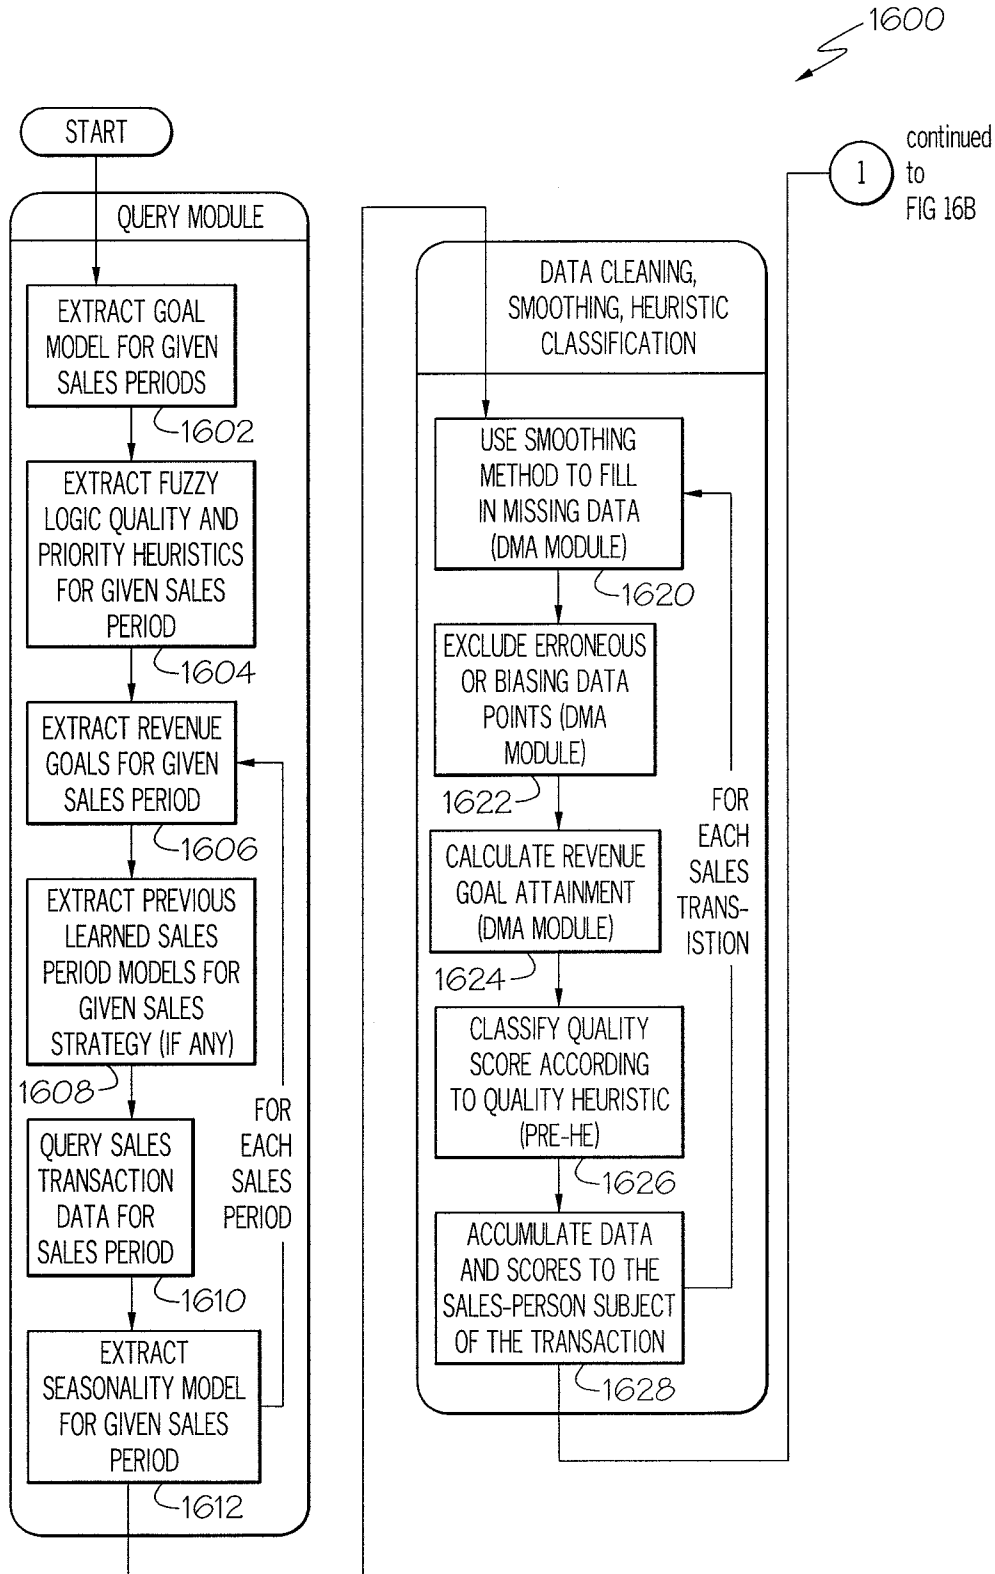 1600
START
1
continued
to
FIG 16B
QUERY MODULE
EXTRACT GOAL
MODEL FOR GIVEN
SALES PERIODS
1602
EXTRACT FUZZY
LOGIC QUALITY AND
PRIORITY HEURISTICS
FOR GIVEN SALES
PERIOD
1604
EXTRACT REVENUE
GOALS FOR GIVEN
SALES PERIOD
1606
EXTRACT PREVIOUS
LEARNED SALES
PERIOD MODELS FOR
GIVEN SALES
STRATEGY (IF ANY)
1608
QUERY SALES
TRANSACTION
DATA FOR
SALES PERIOD
1610
EXTRACT
SEASONALITY MODEL
FOR GIVEN SALES
PERIOD
1612
FOR
EACH
SALES
PERIOD
DATA CLEANING,
SMOOTHING, HEURISTIC
CLASSIFICATION
USE SMOOTHING
METHOD TO FILL
IN MISSING DATA
(DMA MODULE)
1620
EXCLUDE ERRONEOUS
OR BIASING DATA
POINTS (DMA
MODULE)
1622
CALCULATE REVENUE
GOAL ATTAINMENT
(DMA MODULE)
1624
CLASSIFY QUALITY
SCORE ACCORDING
TO QUALITY HEURISTIC
(PRE-HE)
1626
ACCUMULATE DATA
AND SCORES TO THE
SALES-PERSON SUBJECT
OF THE TRANSACTION
1628
FOR
EACH
SALES
TRANS-
ISTION